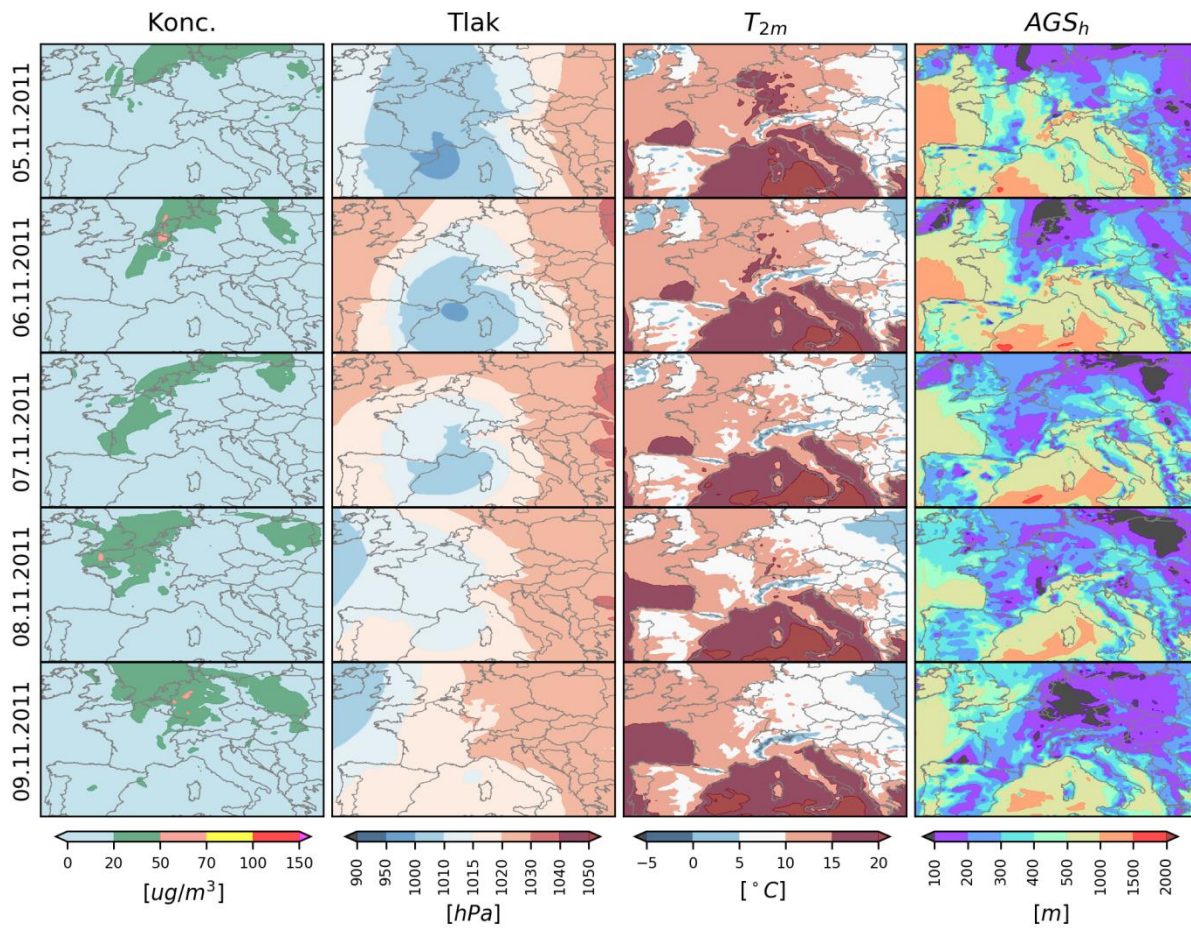 Konc. Tlak T2m AGSh
05.11.2011
06.11.2011
07.11.2011
08.11.2011
09.11.2011
0 20 50 70 100 150
[ug/m³]
900 950 1000 1010 1013 1015 1020 1030 1040 1050
[hPa]
−5 0 5 10 15 20
[°C]
100 200 300 400 500 1000 1500 2000
[m]